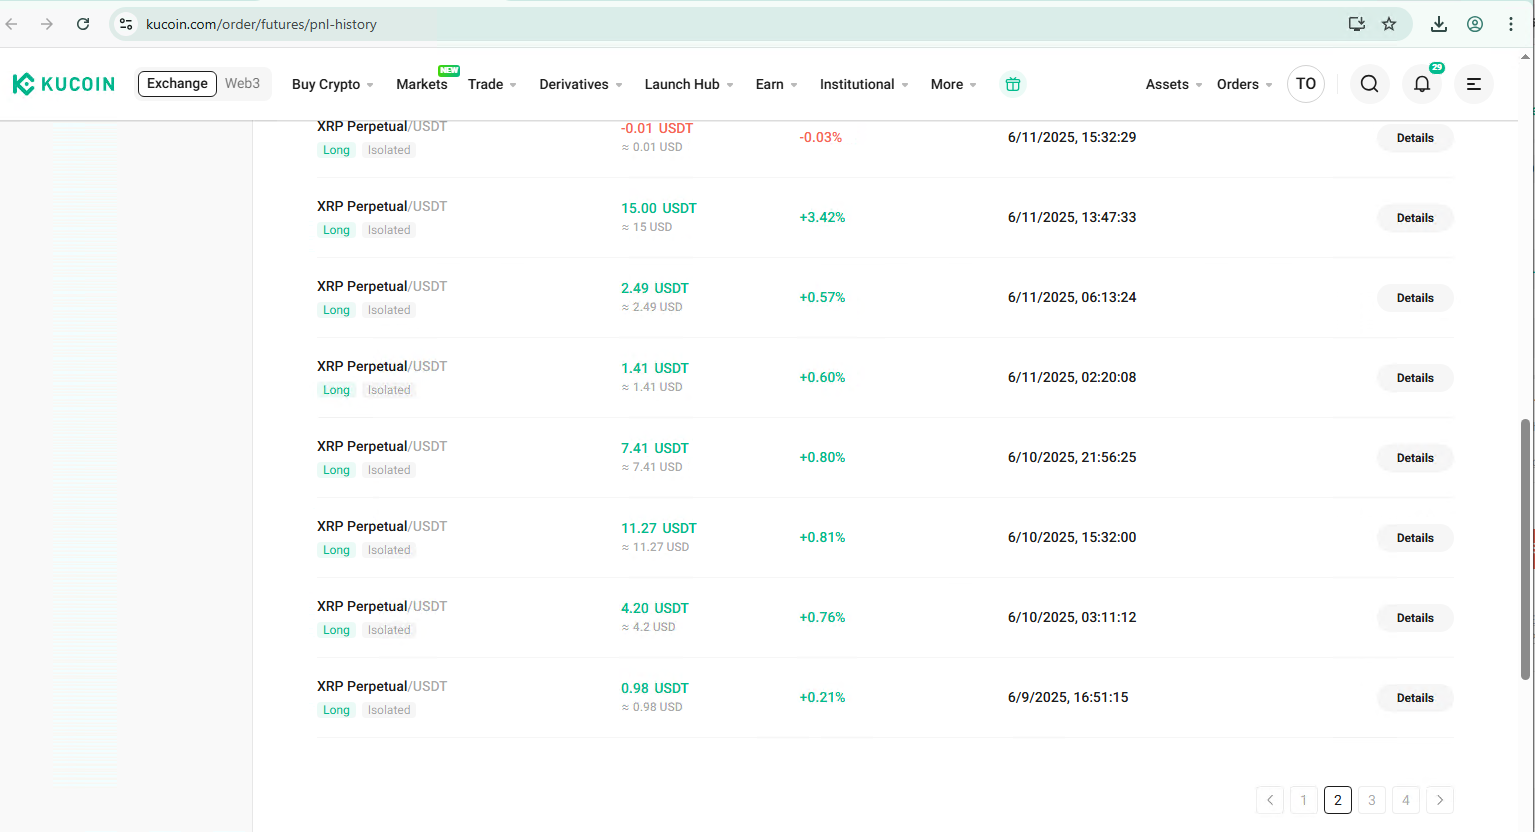 kucoin.com/order/futures/pnl-history
KUCOIN Exchange Web3 Buy Crypto Markets NEW Trade Derivatives Launch Hub Earn Institutional More Assets Orders TO 29
XRP Perpetual/USDT -0.01 USDT -0.03% 6/11/2025, 15:32:29 Details
Long Isolated ≈ 0.01 USD
XRP Perpetual/USDT 15.00 USDT +3.42% 6/11/2025, 13:47:33 Details
Long Isolated ≈ 15 USD
XRP Perpetual/USDT 2.49 USDT +0.57% 6/11/2025, 06:13:24 Details
Long Isolated ≈ 2.49 USD
XRP Perpetual/USDT 1.41 USDT +0.60% 6/11/2025, 02:20:08 Details
Long Isolated ≈ 1.41 USD
XRP Perpetual/USDT 7.41 USDT +0.80% 6/10/2025, 21:56:25 Details
Long Isolated ≈ 7.41 USD
XRP Perpetual/USDT 11.27 USDT +0.81% 6/10/2025, 15:32:00 Details
Long Isolated ≈ 11.27 USD
XRP Perpetual/USDT 4.20 USDT +0.76% 6/10/2025, 03:11:12 Details
Long Isolated ≈ 4.2 USD
XRP Perpetual/USDT 0.98 USDT +0.21% 6/9/2025, 16:51:15 Details
Long Isolated ≈ 0.98 USD
1 2 3 4